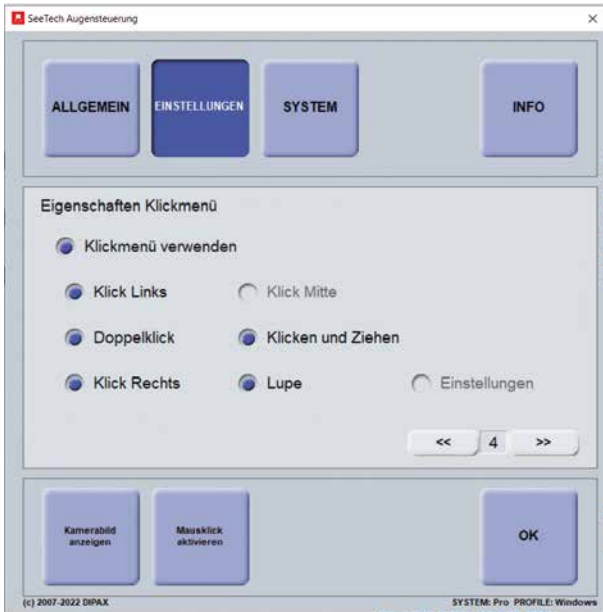 SeeTech Augensteuerung
ALLGEMEIN
EINSTELLUNGEN
SYSTEM
INFO
Eigenschaften Klickmenü
Klickmenü verwenden
Klick Links
Klick Mitte
Doppelklick
Klicken und Ziehen
Klick Rechts
Lupe
Einstellungen
<< 4 >>
Kamerabild
anzeigen
Mausklick
aktivieren
OK
(c) 2007-2022 DIPAX
SYSTEM: Pro PROFILE: Windows